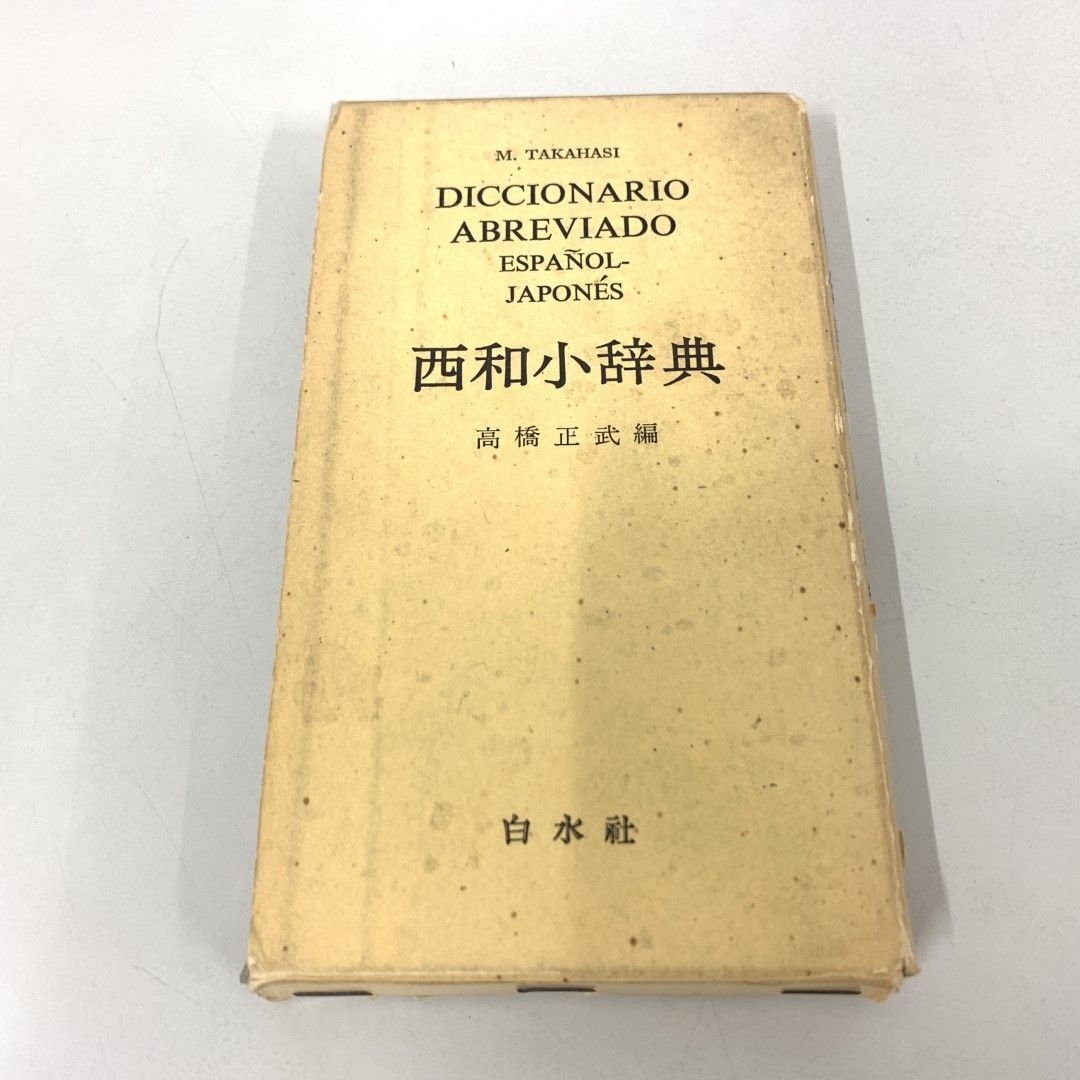 M. TAKAHASI
DICCIONARIO
ABREVIADO
ESPAÑOL-
JAPONÉS
西和小辞典
高橋正武編
白水社